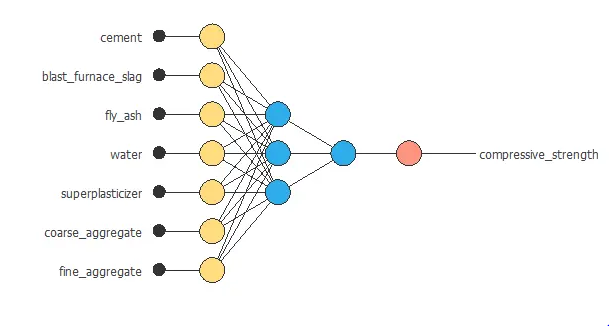 cement
blast_furnace_slag
fly_ash
water
superplasticizer
coarse_aggregate
fine_aggregate
compressive_strength